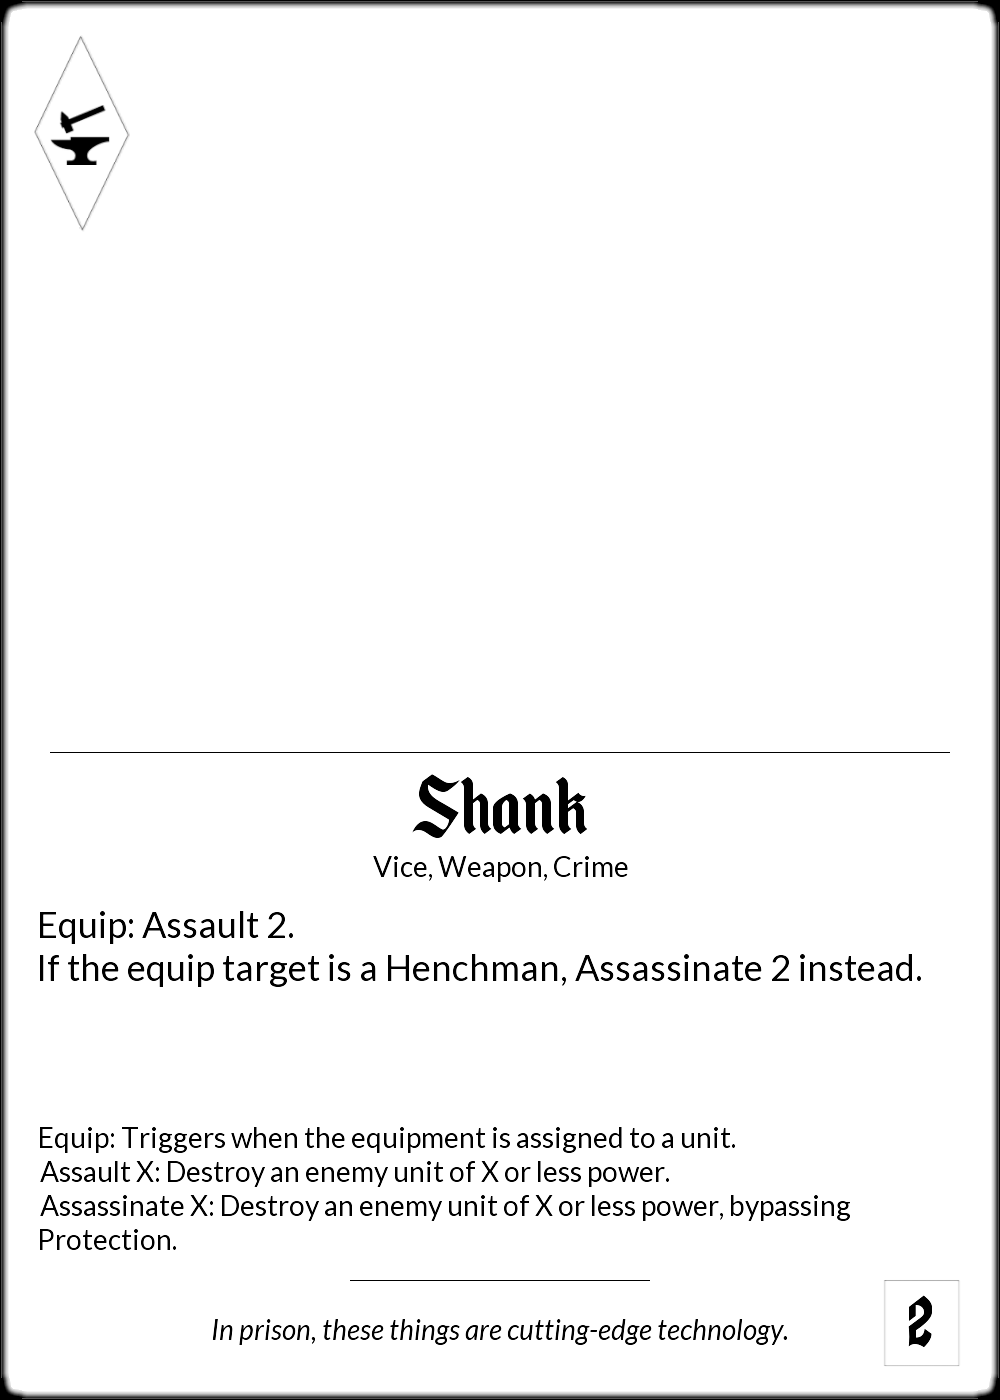 Shank
Vice, Weapon, Crime
Equip: Assault 2.
If the equip target is a Henchman, Assassinate 2 instead.
Equip: Triggers when the equipment is assigned to a unit.
Assault X: Destroy an enemy unit of X or less power.
Assassinate X: Destroy an enemy unit of X or less power, bypassing
Protection.
In prison, these things are cutting-edge technology.
2